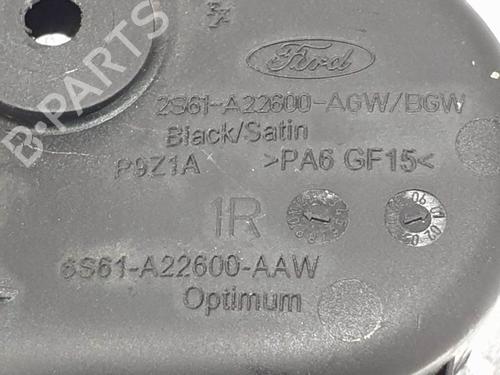 Ford
2S61-A22600-AGW/BGW
Black/Satin
P9Z1A >PA6 GF15<
1R
6S61-A22600-AAW
Optimum
B-PARTS